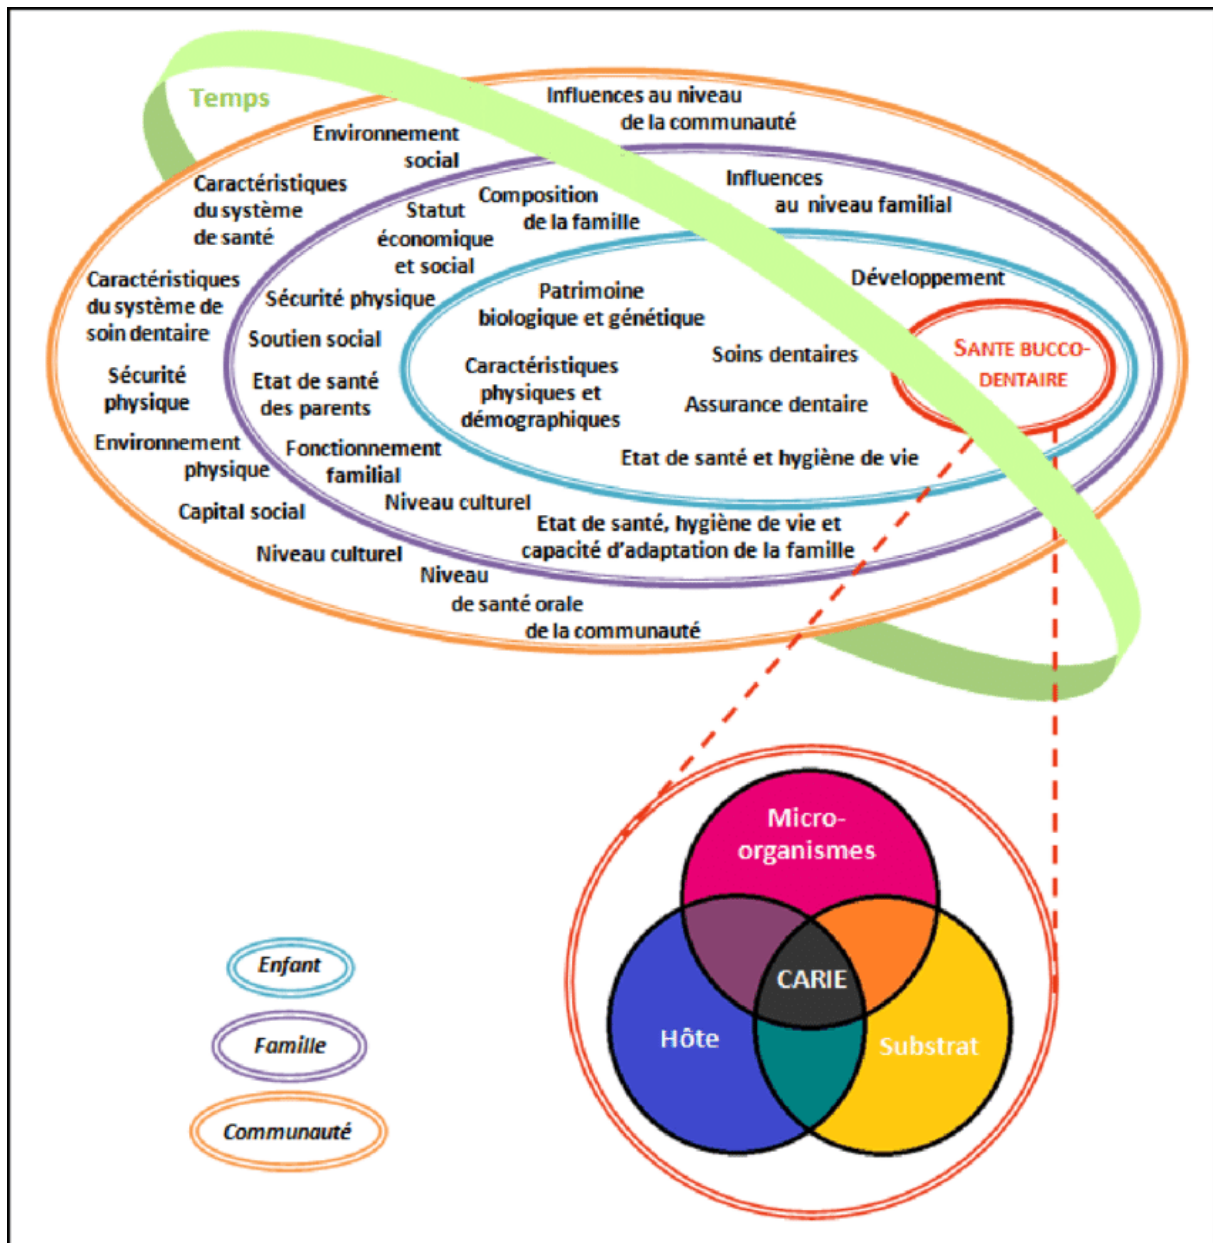 Temps
Influences au niveau
de la communauté
Environnement
social
Caractéristiques
du système
de santé
Caractéristiques
du système de
soin dentaire
Sécurité
physique
Environnement
physique
Capital social
Niveau culturel
Niveau
de santé orale
de la communauté
Influences
au niveau familial
Composition
de la famille
Statut
économique
et social
Sécurité physique
Soutien social
Etat de santé
des parents
Fonctionnement
familial
Niveau culturel
Etat de santé, hygiène de vie et
capacité d'adaptation de la famille
Développement
Patrimoine
biologique et génétique
Caractéristiques
physiques et
démographiques
Soins dentaires
Assurance dentaire
Etat de santé et hygiène de vie
SANTE BUCCO-
DENTAIRE
Micro-
organismes
CARIE
Hôte
Substrat
Enfant
Famille
Communauté